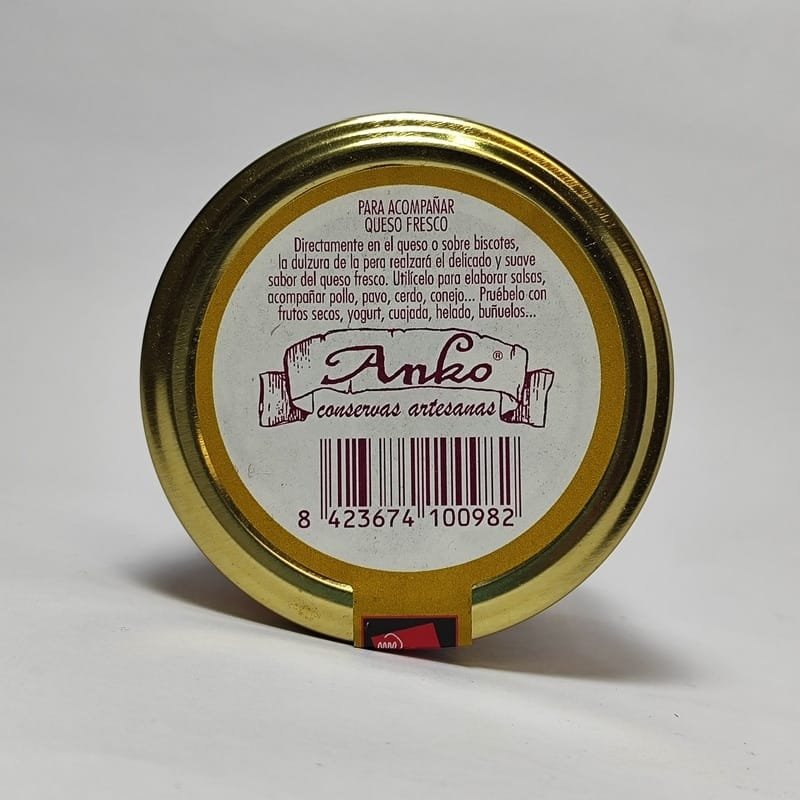 PARA ACOMPAÑAR
QUESO FRESCO
Directamente en el queso o sobre biscotes,
la dulzura de la pera realzará el delicado y suave
sabor del queso fresco. Utilícelo para elaborar salsas,
acompañar pollo, pavo, cerdo, conejo... Pruébelo con
frutos secos, yogurt, cuajada, helado, buñuelos...
Anko ®
conservas artesanas
8 423674 100982